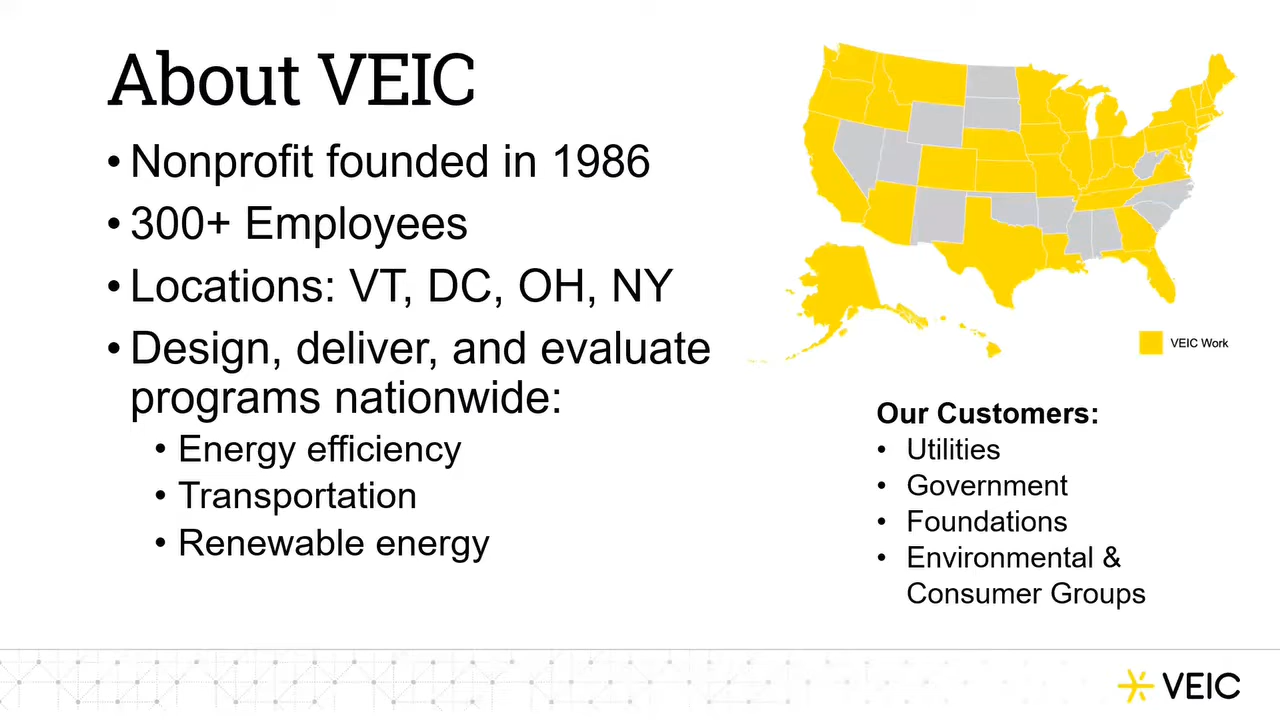 About VEIC
• Nonprofit founded in 1986
• 300+ Employees
• Locations: VT, DC, OH, NY
• Design, deliver, and evaluate
programs nationwide:
• Energy efficiency
• Transportation
• Renewable energy
VEIC Work
Our Customers:
• Utilities
• Government
• Foundations
• Environmental &
Consumer Groups
VEIC